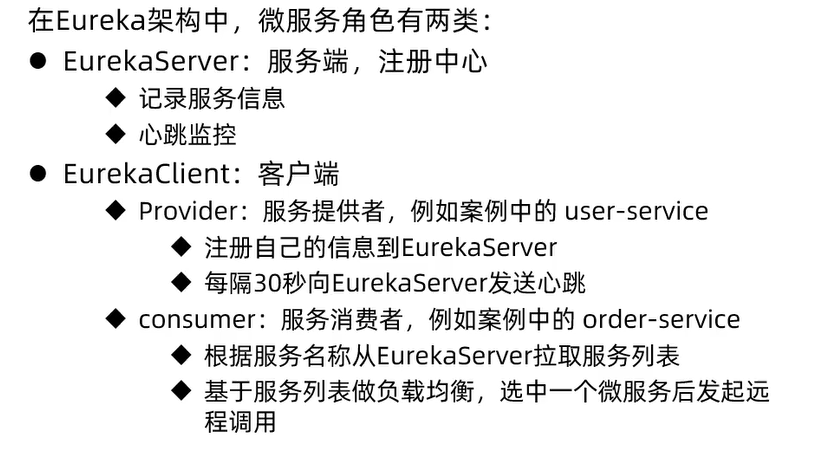 在Eureka架构中，微服务角色有两类：
● EurekaServer：服务端，注册中心
◆ 记录服务信息
◆ 心跳监控
● EurekaClient：客户端
◆ Provider：服务提供者，例如案例中的 user-service
◆ 注册自己的信息到EurekaServer
◆ 每隔30秒向EurekaServer发送心跳
◆ consumer：服务消费者，例如案例中的 order-service
◆ 根据服务名称从EurekaServer拉取服务列表
◆ 基于服务列表做负载均衡，选中一个微服务后发起远
程调用